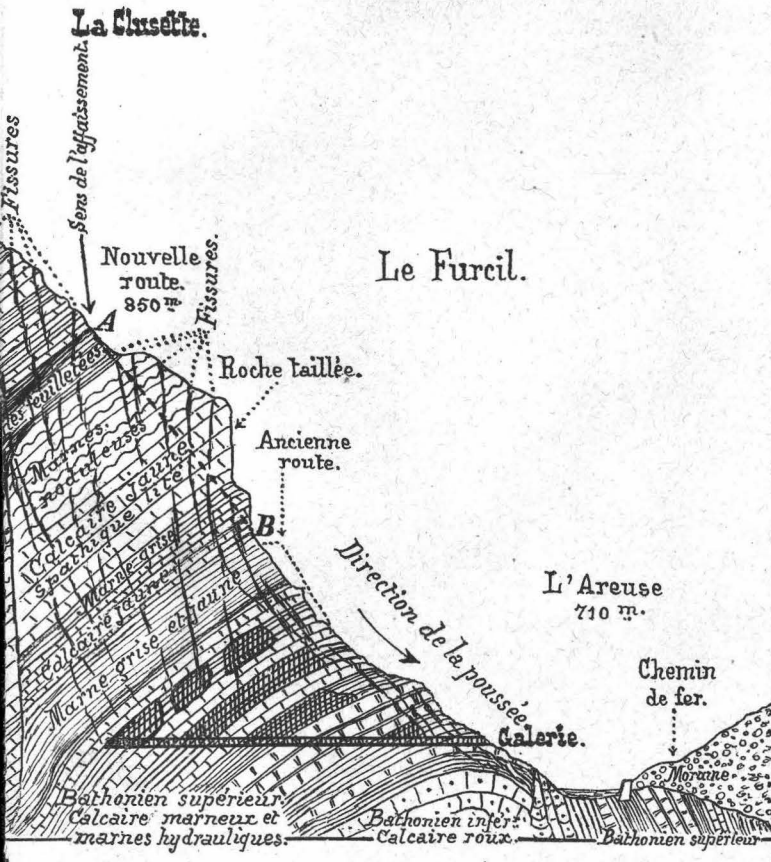 La Clusette.
Fissures
Sens de l'affaissement.
Nouvelle
route.
850 m.
Fissures.
Le Furcil.
A
Roche taillée.
Ancienne
route.
des feuilletées
Marnes
noduleuses
Calcaire jaune
spathique lité
B
Marne grise
Calcaire jaune
Marne grise et jaune
Direction de la poussée.
L'Areuse
710 m.
Chemin
de fer.
Galerie.
Moraine
Bathonien supérieur
Calcaire marneux et
marnes hydrauliques.
Bathonien infér.
Calcaire roux.
Bathonien supérieur